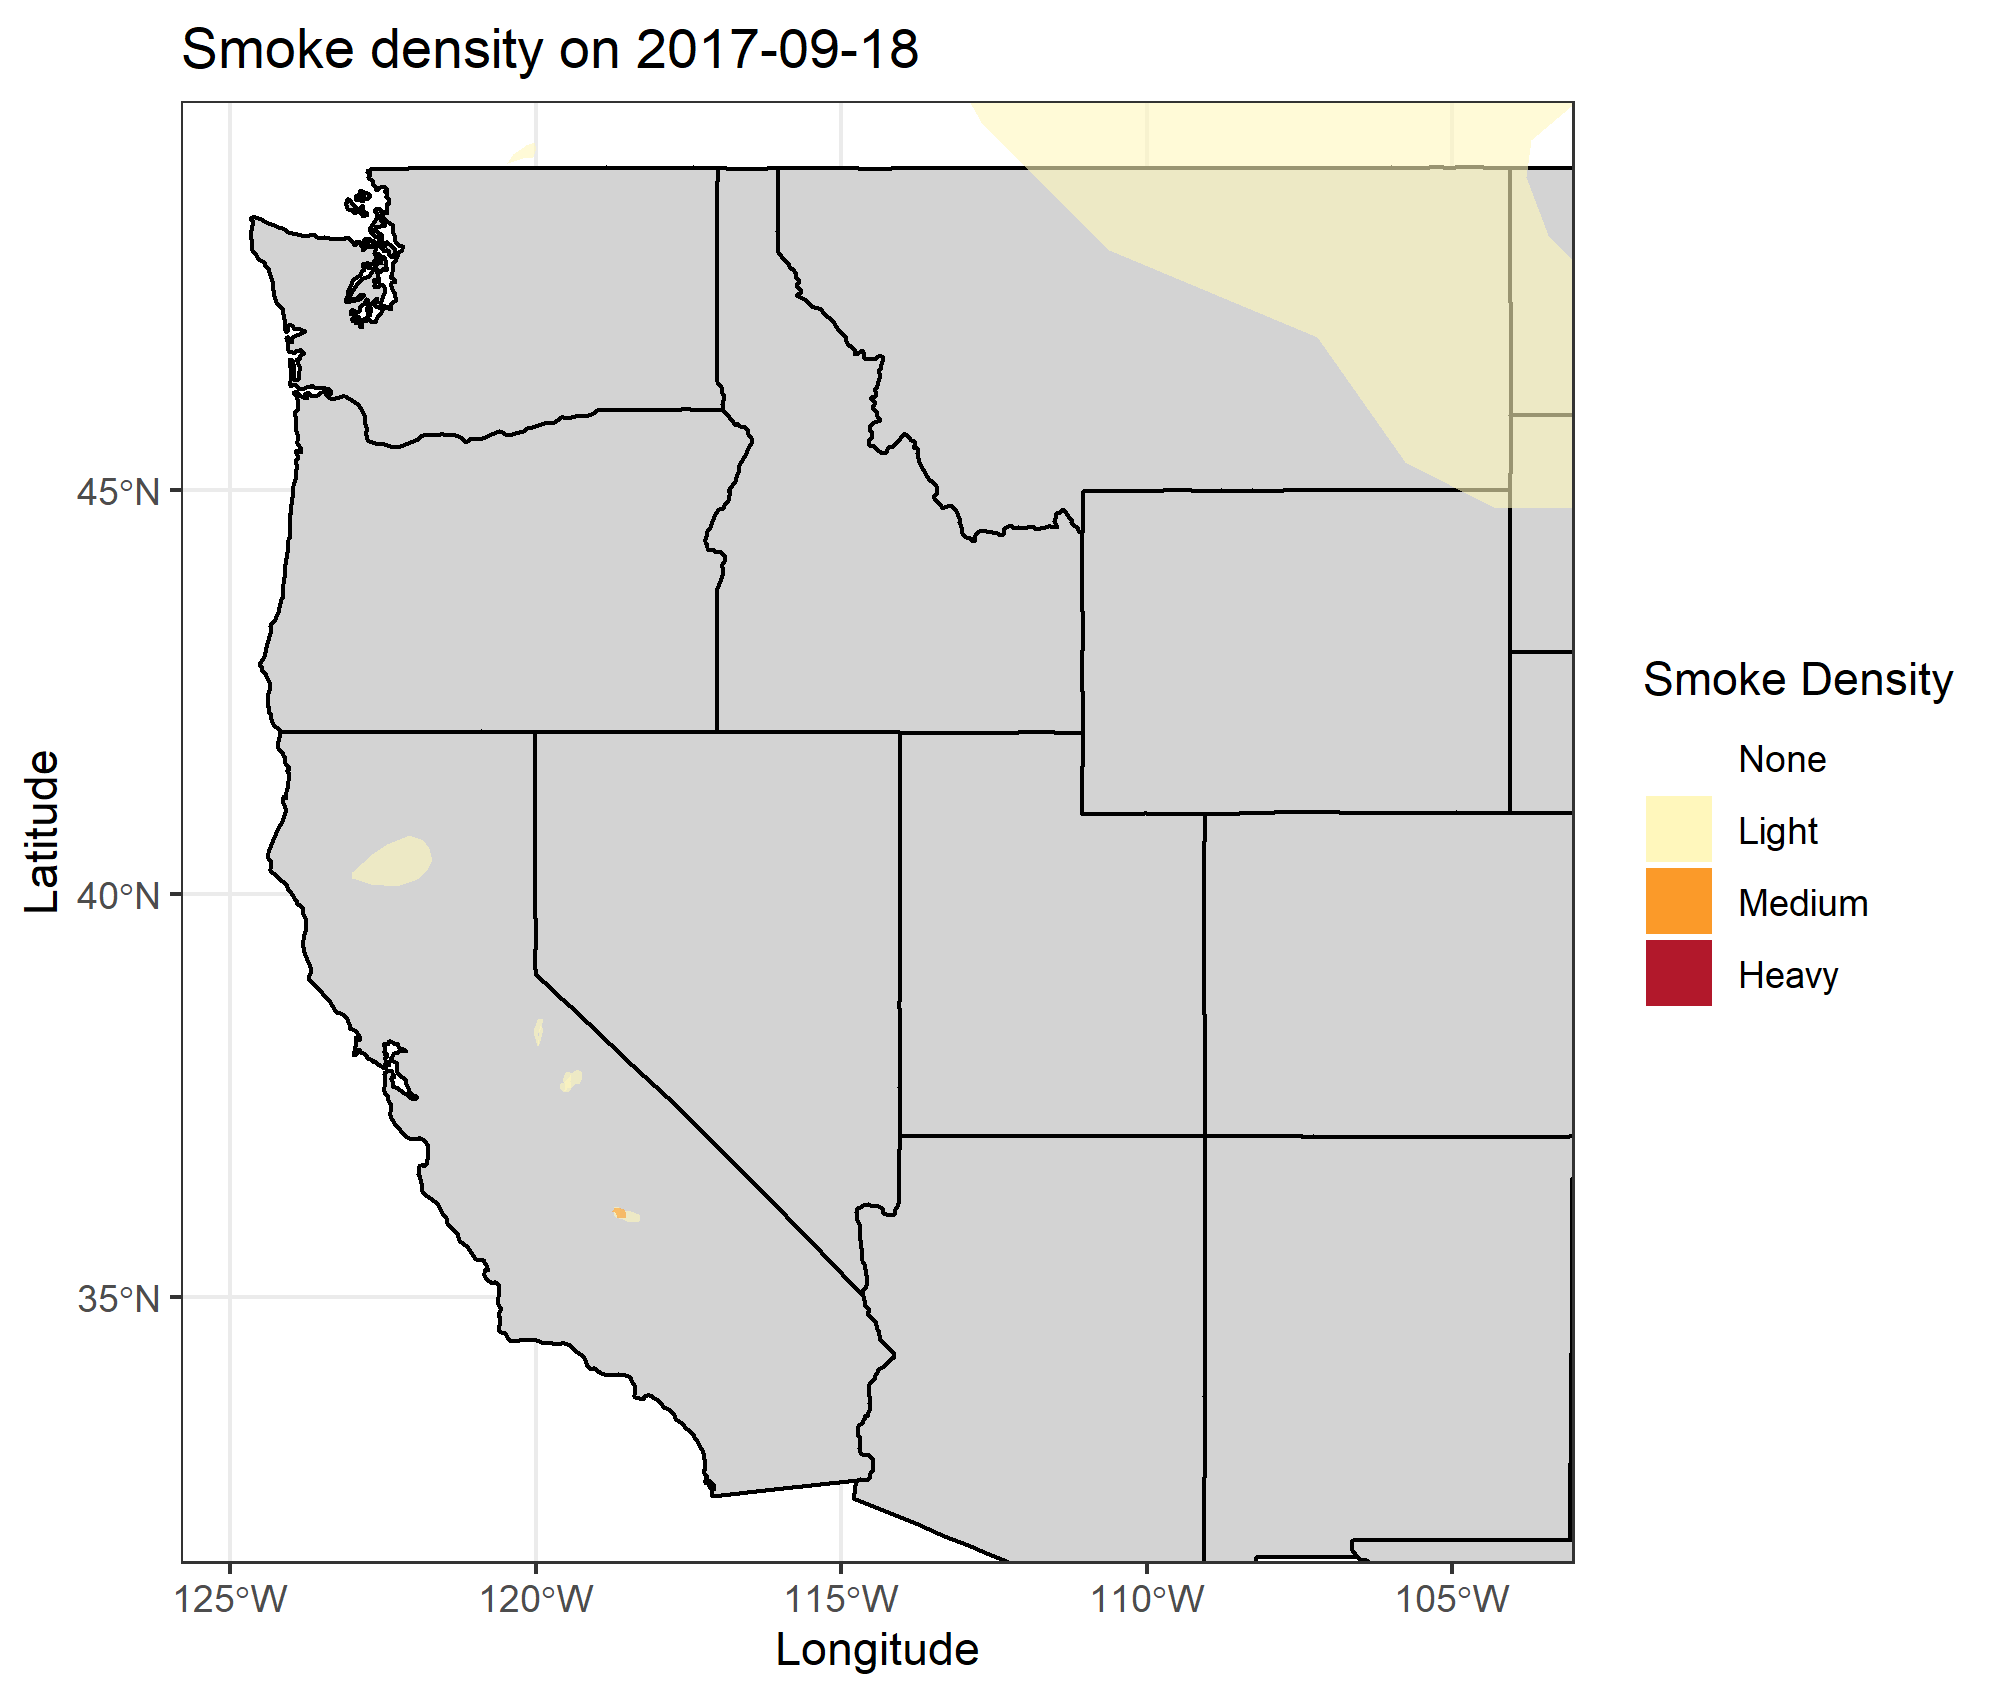 Smoke density on 2017-09-18
45°N
40°N
35°N
Latitude
125°W 120°W 115°W 110°W 105°W
Longitude
Smoke Density
None
Light
Medium
Heavy